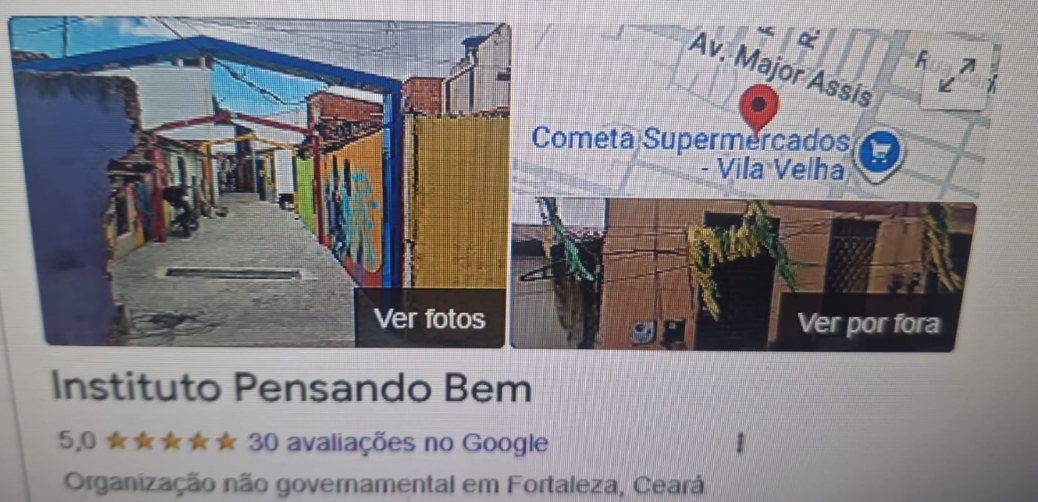 Av. Major Assis
R.
Cometa Supermercados
- Vila Velha
Ver fotos
Ver por fora
Instituto Pensando Bem
5,0 ★★★★★ 30 avaliações no Google
Organização não governamental em Fortaleza, Ceará